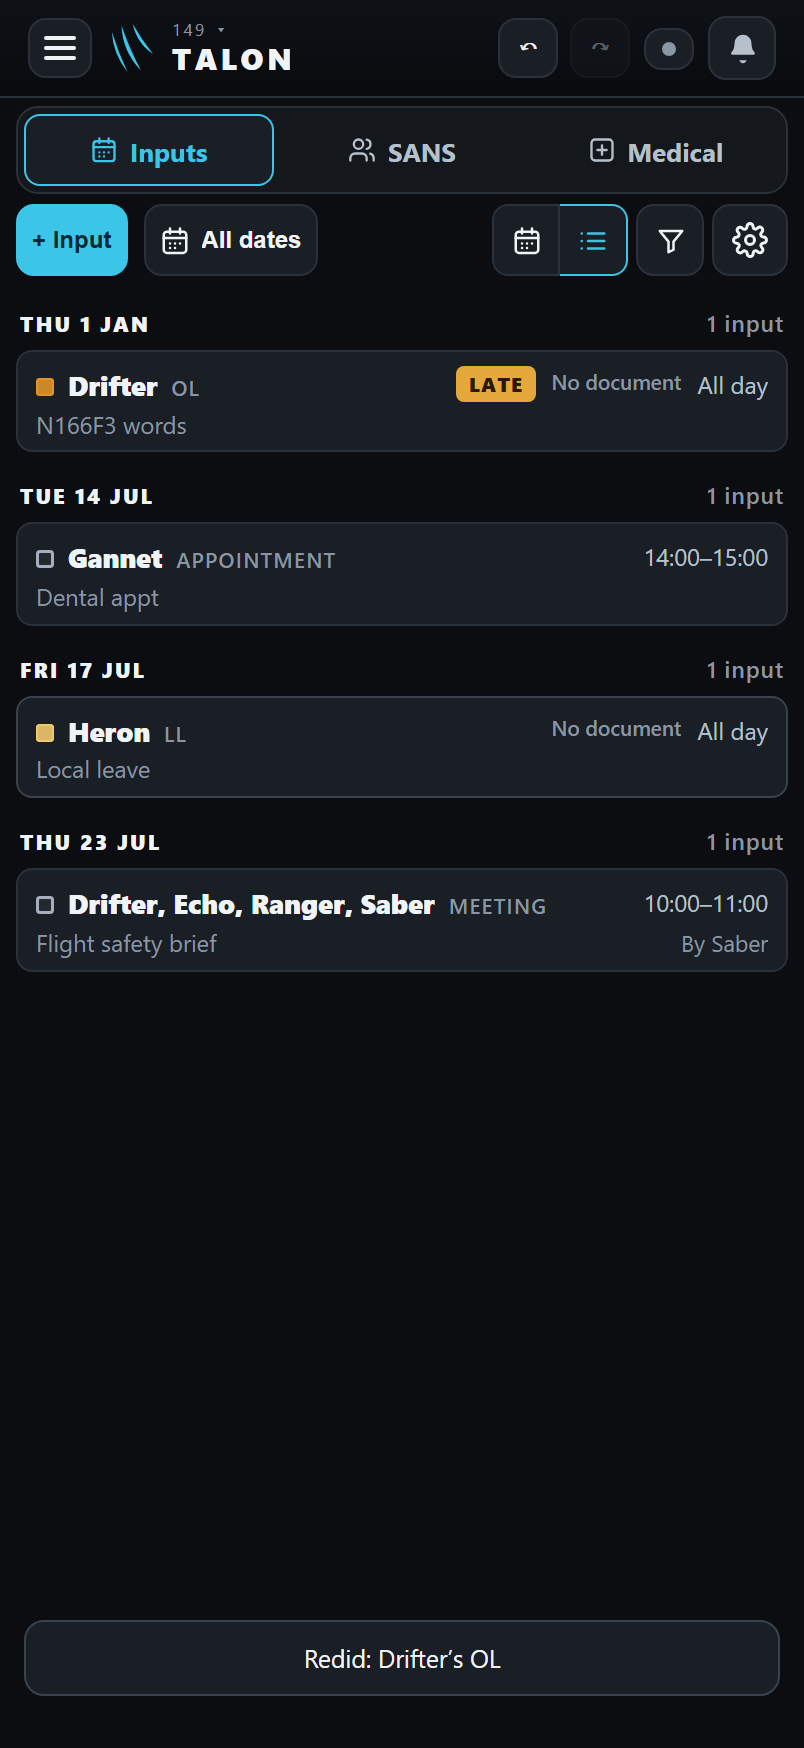 149
TALON
Inputs SANS Medical
+ Input All dates
THU 1 JAN 1 input
Drifter OL LATE No document All day
N166F3 words
TUE 14 JUL 1 input
Gannet APPOINTMENT 14:00–15:00
Dental appt
FRI 17 JUL 1 input
Heron LL No document All day
Local leave
THU 23 JUL 1 input
Drifter, Echo, Ranger, Saber MEETING 10:00–11:00
Flight safety brief By Saber
Redid: Drifter’s OL